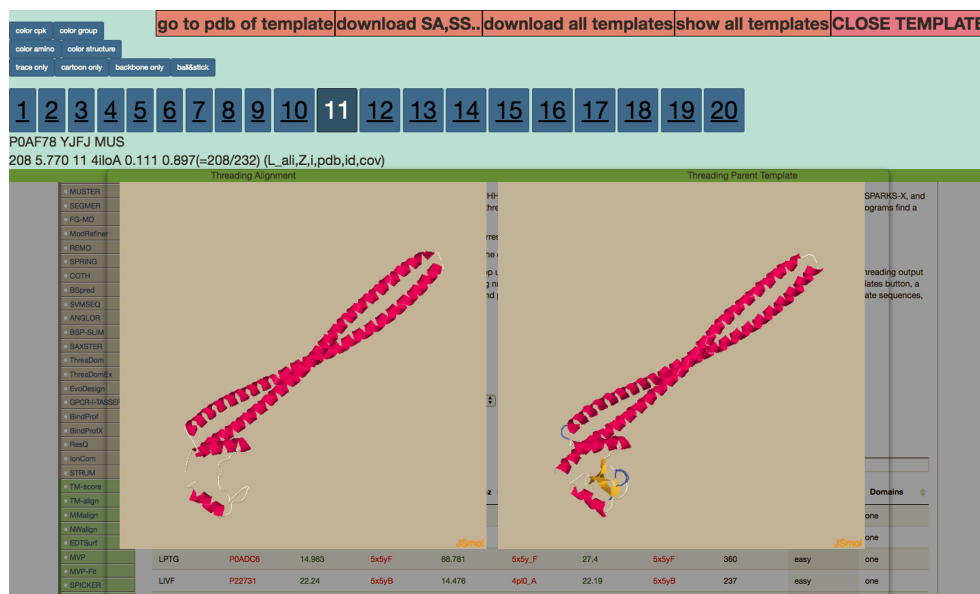 go to pdb of template download SA,SS.. download all templates show all templates CLOSE TEMPLATE
color cpk color group
color amino color structure
trace only cartoon only backbone only ball&stick
1 2 3 4 5 6 7 8 9 10 11 12 13 14 15 16 17 18 19 20
P0AF78 YJFJ MUS
208 5.770 11 4iloA 0.111 0.897(=208/232) (L_ali,Z,i,pdb,id,cov)
Threading Alignment Threading Parent Template
MUSTER
SEGMER
FG-MD
ModRefiner
REMO
SPRING
COTH
BSpred
SVMSEQ
ANGLOR
BSP-SLIM
SAXSTER
ThreaDom
ThreaDomEx
EvoDesign
GPCR-I-TASSER
BindProf
BindProfX
ResQ
IonCom
STRUM
TM-score
TM-align
MMalign
NWalign
EDTSurf
MVP
MVP-Fit
SPICKER
SPARKS-X, and
ograms find a
hreading output
lates button, a
ate sequences,
JSmol JSmol
Domains
one
one
LPTG P0ADC6 14.983 5x5yF 88.781 5x5y_F 27.4 5x5yF 360 easy one
LIVF P22731 22.24 5x5yB 14.476 4pl0_A 22.19 5x5yB 237 easy one